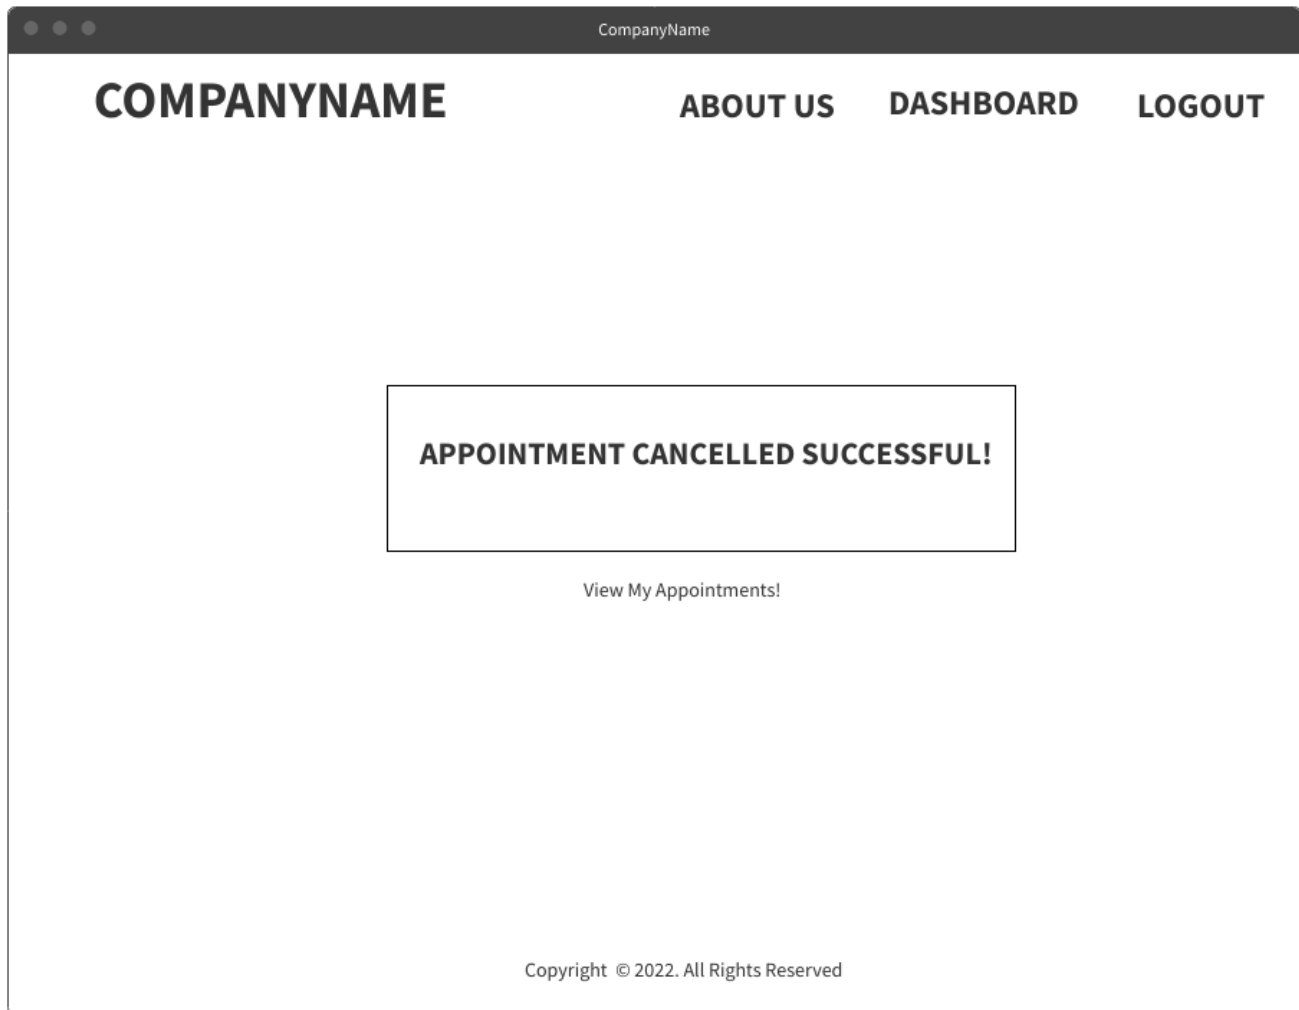 CompanyName
COMPANYNAME
ABOUT US DASHBOARD LOGOUT
APPOINTMENT CANCELLED SUCCESSFUL!
View My Appointments!
Copyright © 2022. All Rights Reserved